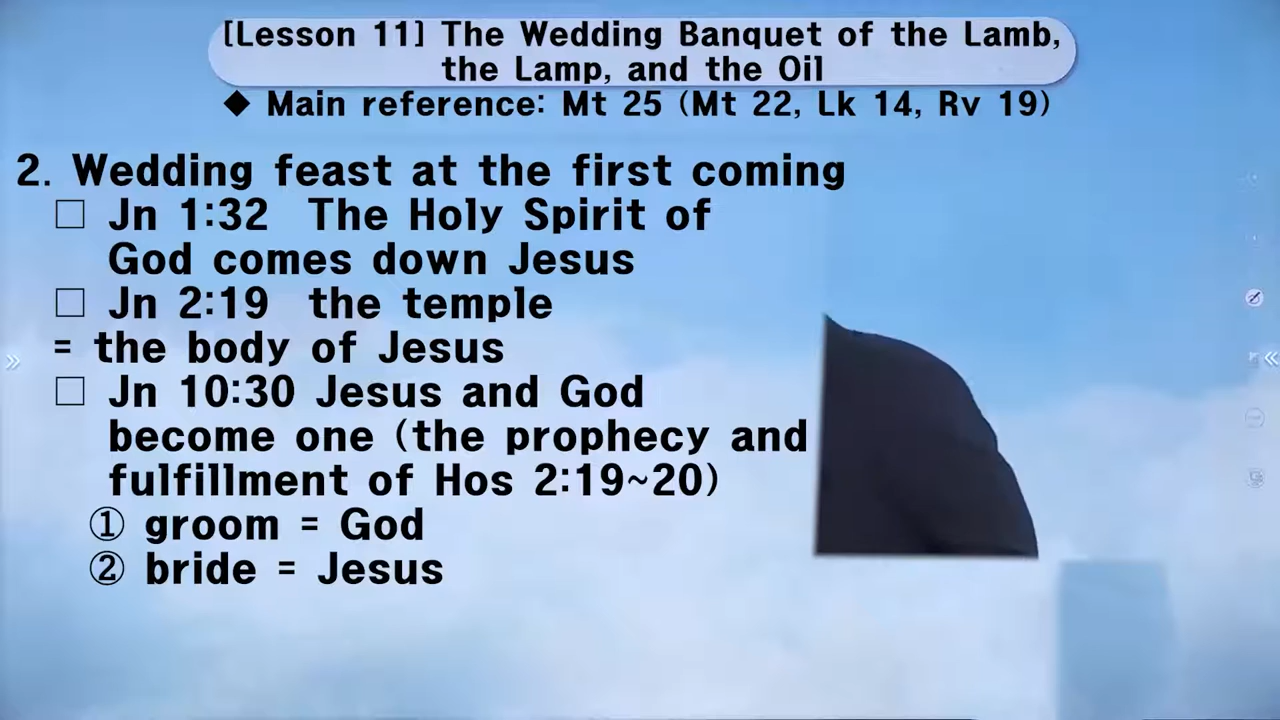 [Lesson 11] The Wedding Banquet of the Lamb,
the Lamp, and the Oil
◆ Main reference: Mt 25 (Mt 22, Lk 14, Rv 19)
2. Wedding feast at the first coming
□ Jn 1:32 The Holy Spirit of
God comes down Jesus
□ Jn 2:19 the temple
= the body of Jesus
□ Jn 10:30 Jesus and God
become one (the prophecy and
fulfillment of Hos 2:19~20)
① groom = God
② bride = Jesus